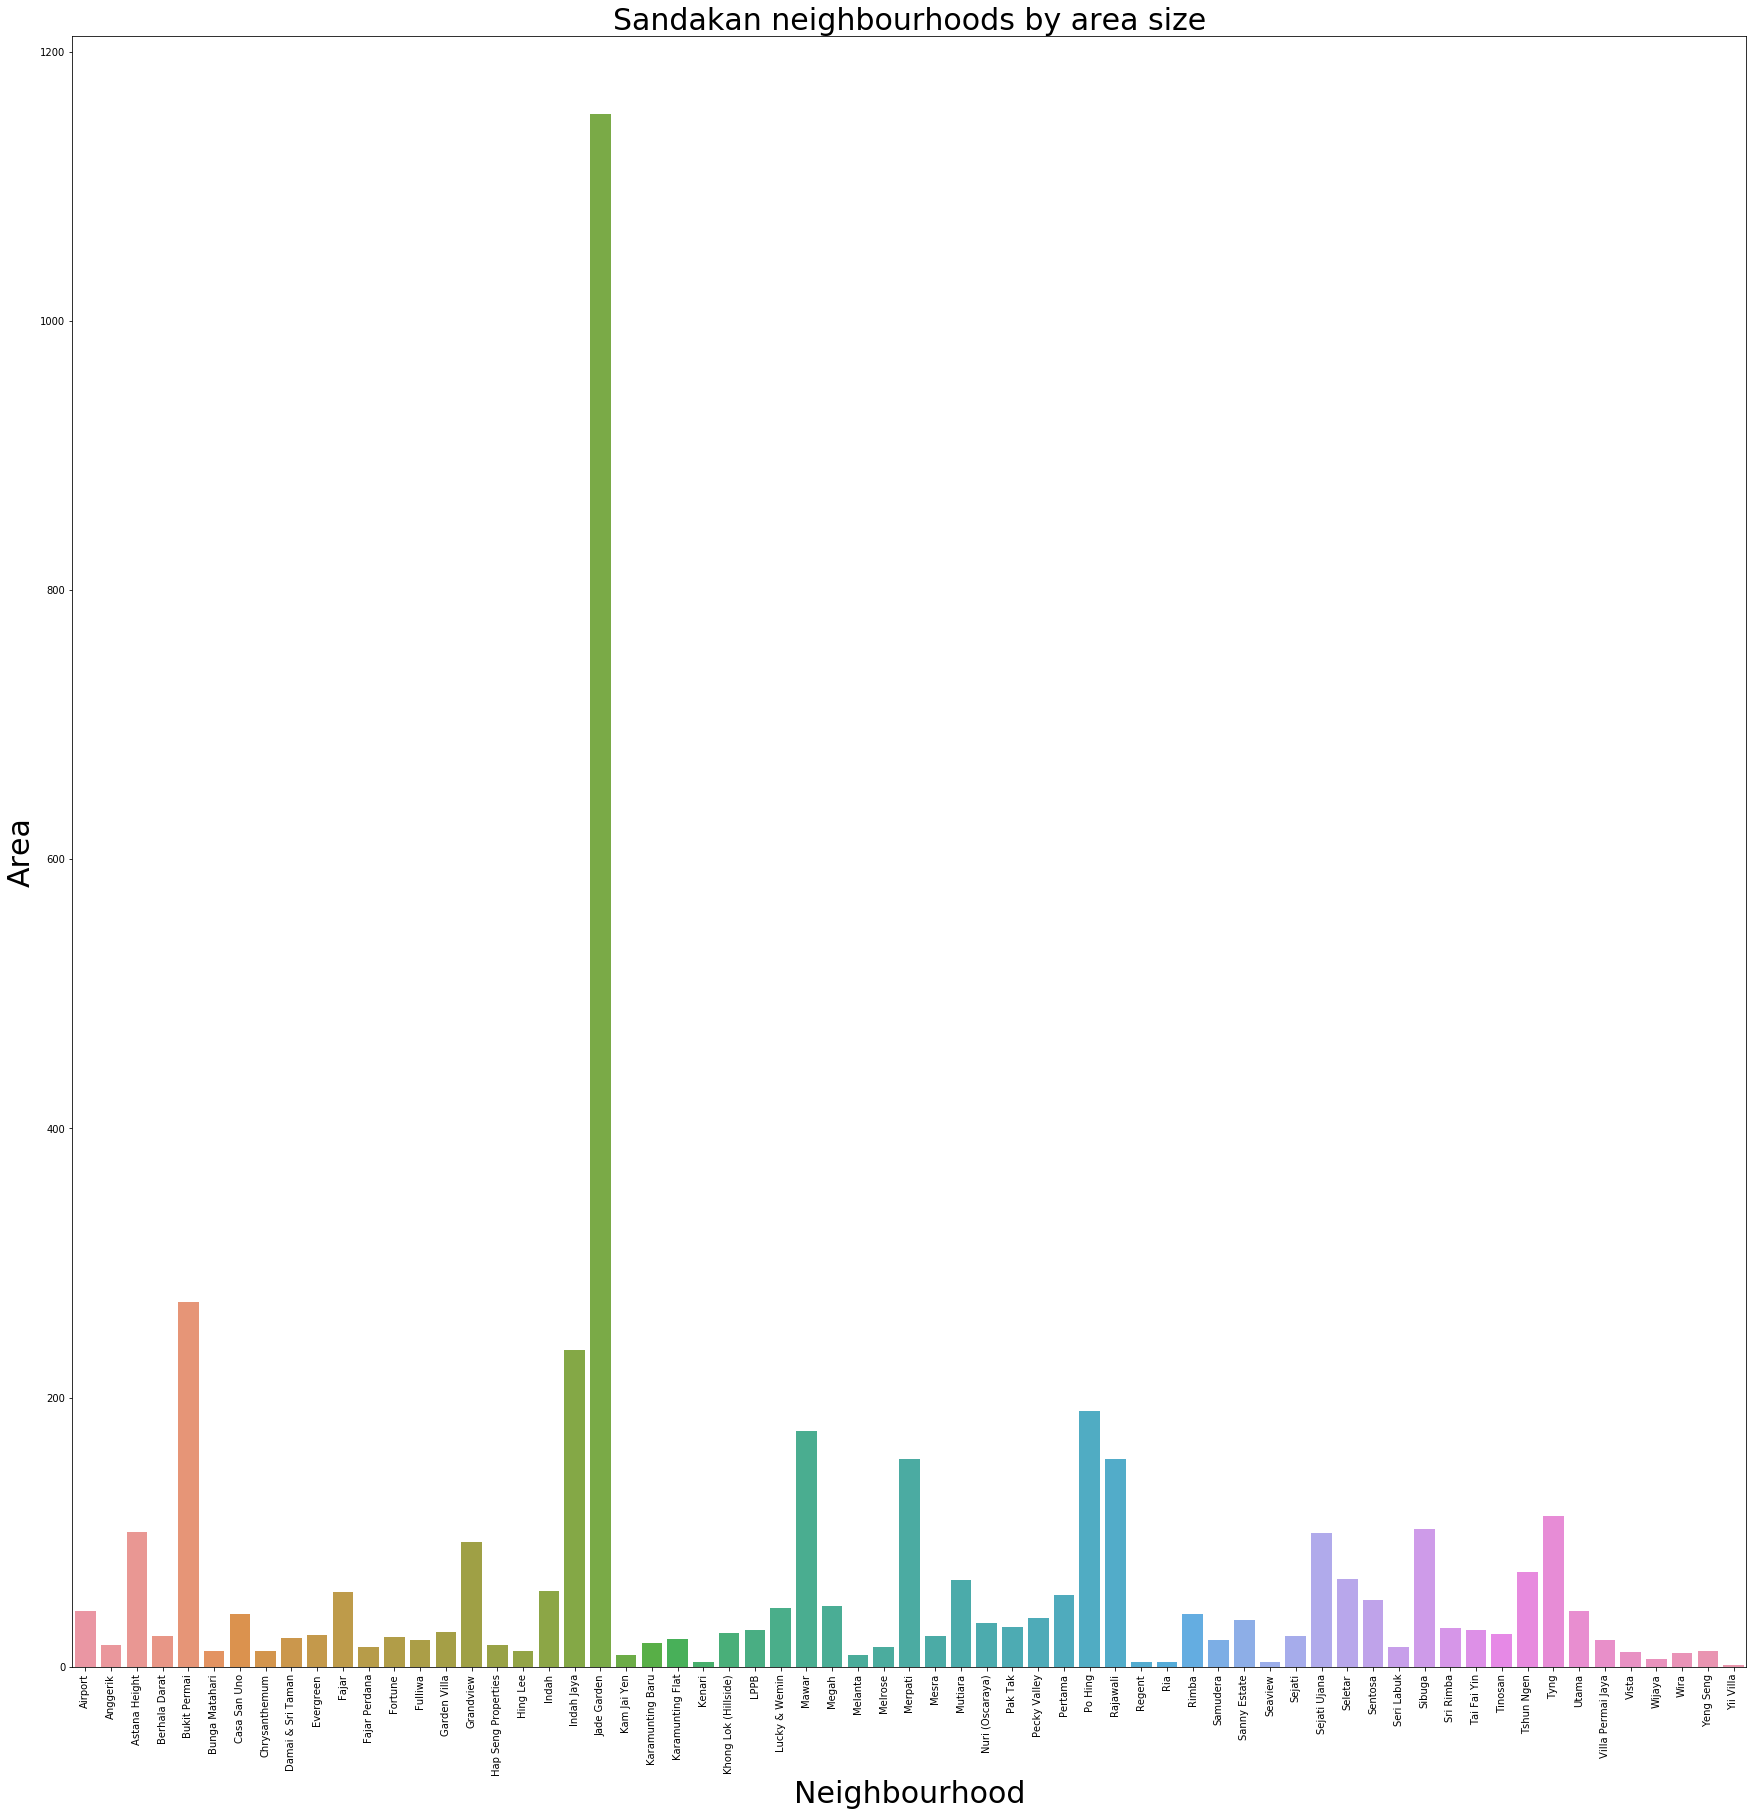 Sandakan neighbourhoods by area size
1200
1000
800
600
400
200
0
Area
Airport
Anggerik
Astana Height
Berhala Darat
Bukit Permai
Bunga Matahari
Casa San Uno
Chrysanthemum
Damai & Sri Taman
Evergreen
Fajar
Fajar Perdana
Fortune
Fulliwa
Garden Villa
Grandview
Hap Seng Properties
Hing Lee
Indah
Indah Jaya
Jade Garden
Kam Jai Yen
Karamunting Baru
Karamunting Flat
Kenari
Khong Lok (Hillside)
LPPB
Lucky & Wemin
Mawar
Megah
Melanta
Melrose
Merpati
Mesra
Mutiara
Nuri (Oscaraya)
Pak Tak
Pecky Valley
Pertama
Po Hing
Rajawali
Regent
Ria
Rimba
Samudera
Sanny Estate
Seaview
Sejati
Sejati Ujana
Seletar
Sentosa
Seri Labuk
Sibuga
Sri Rimba
Tai Fai Yin
Tinosan
Tshun Ngen
Tyng
Utama
Villa Permai Jaya
Vista
Wijaya
Wira
Yeng Seng
Yii Villa
Neighbourhood